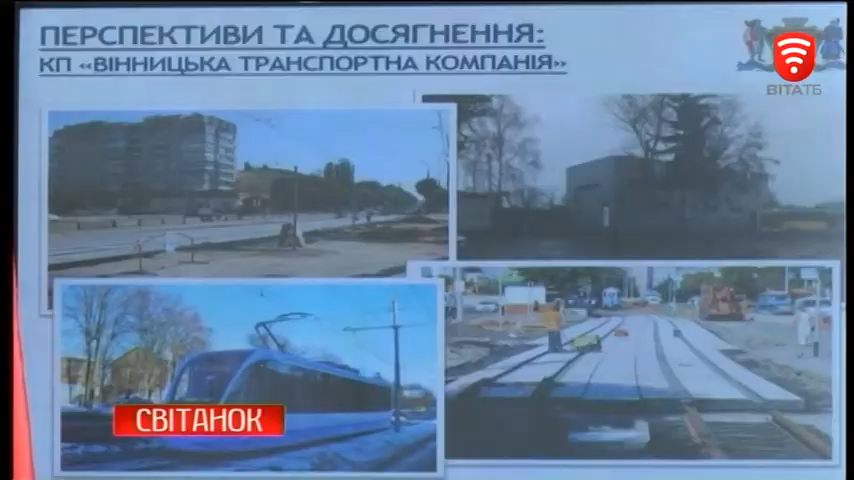 ПЕРСПЕКТИВИ ТА ДОСЯГНЕННЯ:
КП «ВІННИЦЬКА ТРАНСПОРТНА КОМПАНІЯ»
ВІТАТБ
СВІТАНОК